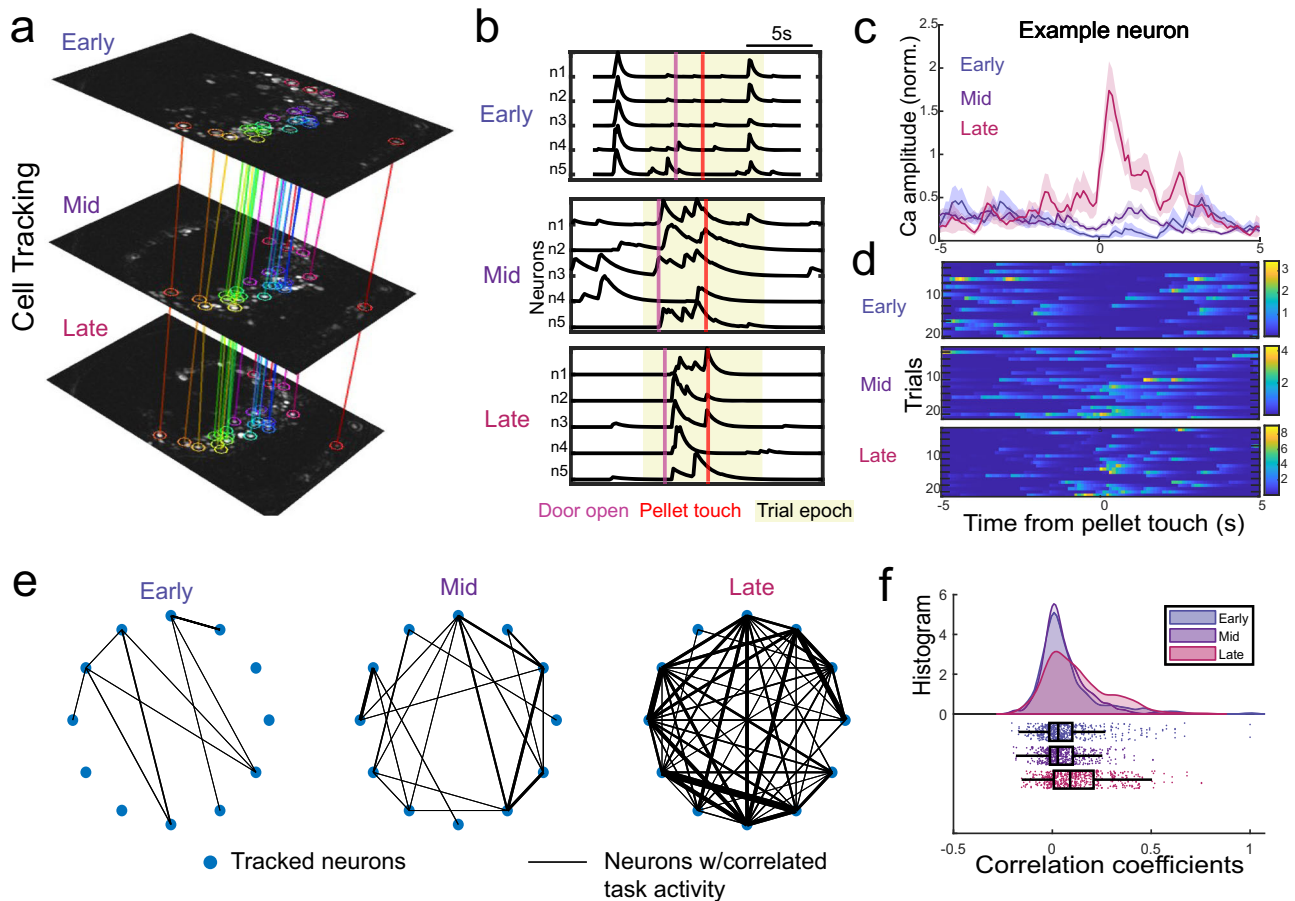 a
Early
Mid
Late
Cell Tracking
b
5s
Early
n1
n2
n3
n4
n5
Mid
n1
n2
n3
n4
n5
Neurons
Late
n1
n2
n3
n4
n5
Door open Pellet touch Trial epoch
c
Example neuron
Early
Mid
Late
Ca amplitude (norm.)
2.5
2
1.5
1
0.5
0
-5 0 5
d
Early
10
20
3
2
1
Mid
10
20
4
2
0
Late
10
20
8
6
4
2
Trials
-5 0 5
Time from pellet touch (s)
e
Early
Mid
Late
Tracked neurons
Neurons w/correlated
task activity
f
Histogram
6
4
2
0
Early
Mid
Late
-0.5 0 0.5 1
Correlation coefficients